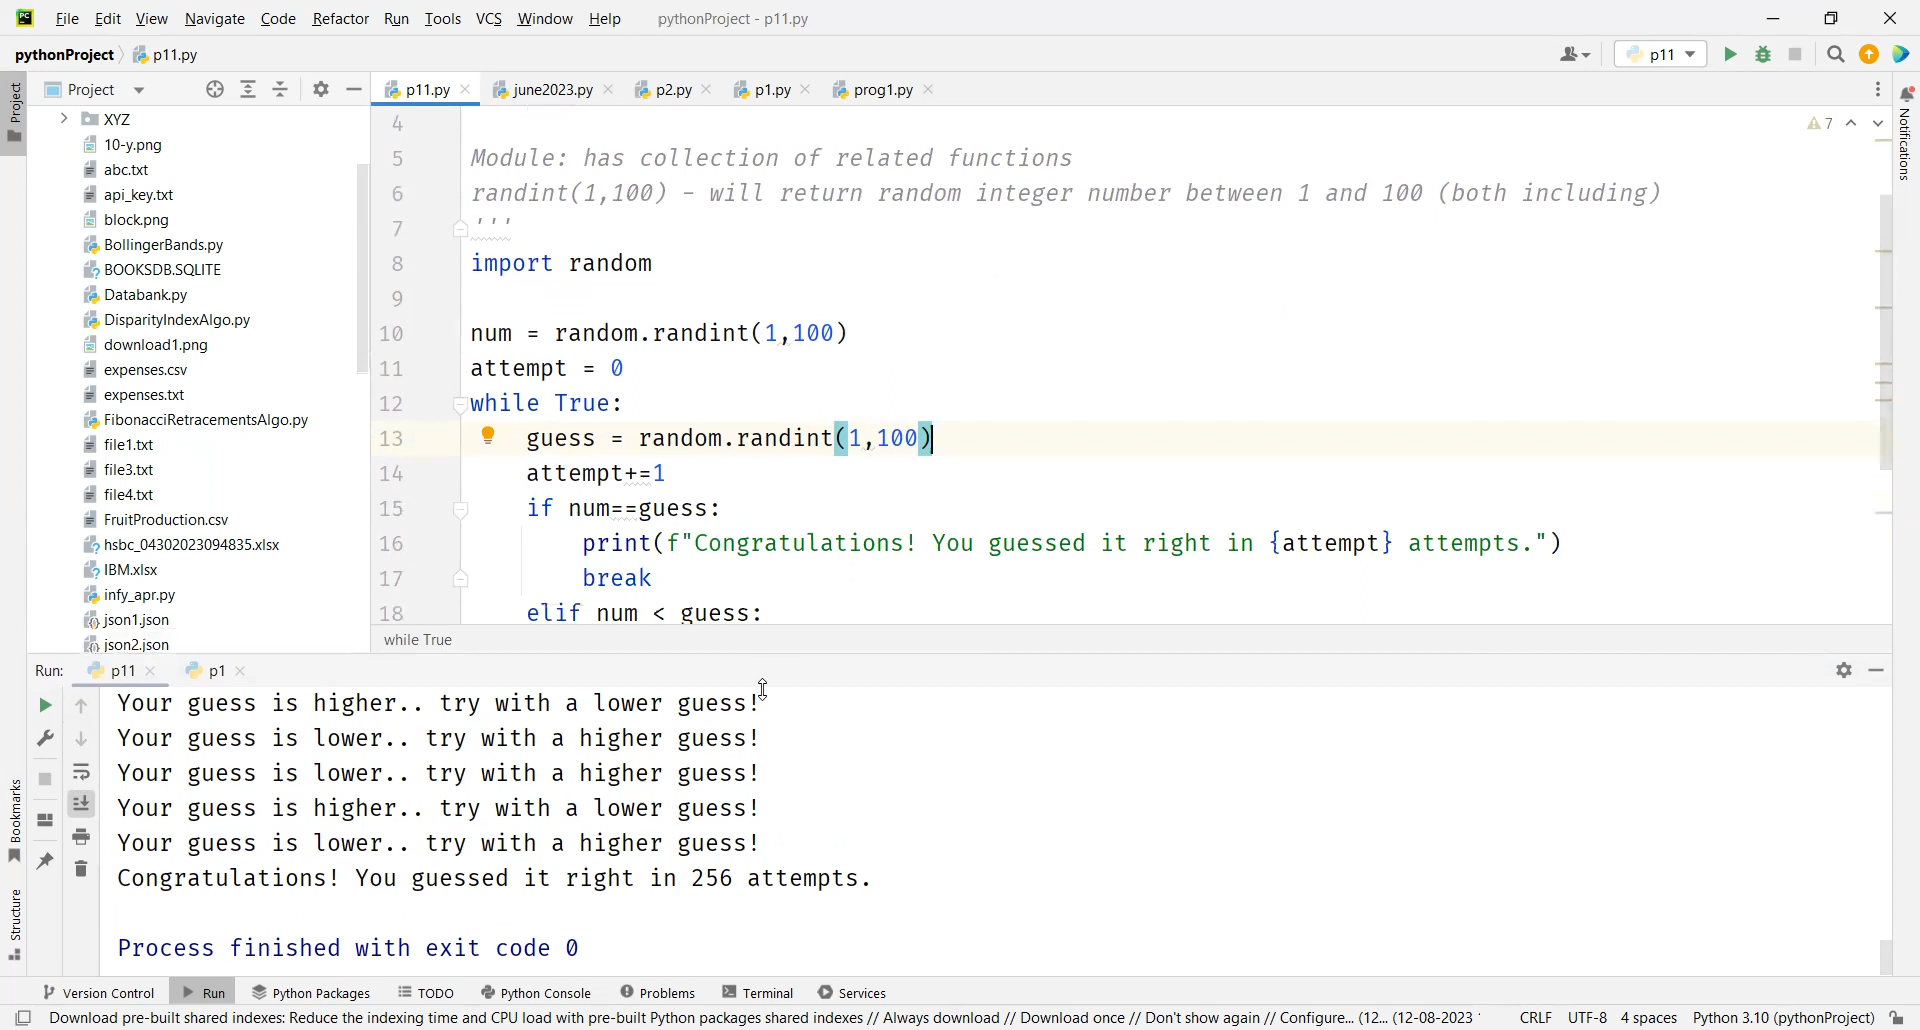 PC File Edit View Navigate Code Refactor Run Tools VCS Window Help pythonProject - p11.py
pythonProject p11.py p11
Project
Project
p11.py june2023.py p2.py p1.py prog1.py
Notifications
XYZ
10-y.png
abc.txt
api_key.txt
block.png
BollingerBands.py
BOOKSDB.SQLITE
Databank.py
DisparityIndexAlgo.py
download1.png
expenses.csv
expenses.txt
FibonacciRetracementsAlgo.py
file1.txt
file3.txt
file4.txt
FruitProduction.csv
hsbc_04302023094835.xlsx
IBM.xlsx
infy_apr.py
json1.json
json2.json
7
4
5 Module: has collection of related functions
6 randint(1,100) - will return random integer number between 1 and 100 (both including)
7 '''
8 import random
9
10 num = random.randint(1,100)
11 attempt = 0
12 while True:
13 guess = random.randint(1,100)
14 attempt+=1
15 if num==guess:
16 print(f"Congratulations! You guessed it right in {attempt} attempts.")
17 break
18 elif num < guess:
while True
Run: p11 p1
Your guess is higher.. try with a lower guess!
Your guess is lower.. try with a higher guess!
Your guess is lower.. try with a higher guess!
Your guess is higher.. try with a lower guess!
Your guess is lower.. try with a higher guess!
Congratulations! You guessed it right in 256 attempts.
Process finished with exit code 0
Bookmarks
Structure
Version Control Run Python Packages TODO Python Console Problems Terminal Services
Download pre-built shared indexes: Reduce the indexing time and CPU load with pre-built Python packages shared indexes // Always download // Download once // Don't show again // Configure... (12... (12-08-2023 CRLF UTF-8 4 spaces Python 3.10 (pythonProject)